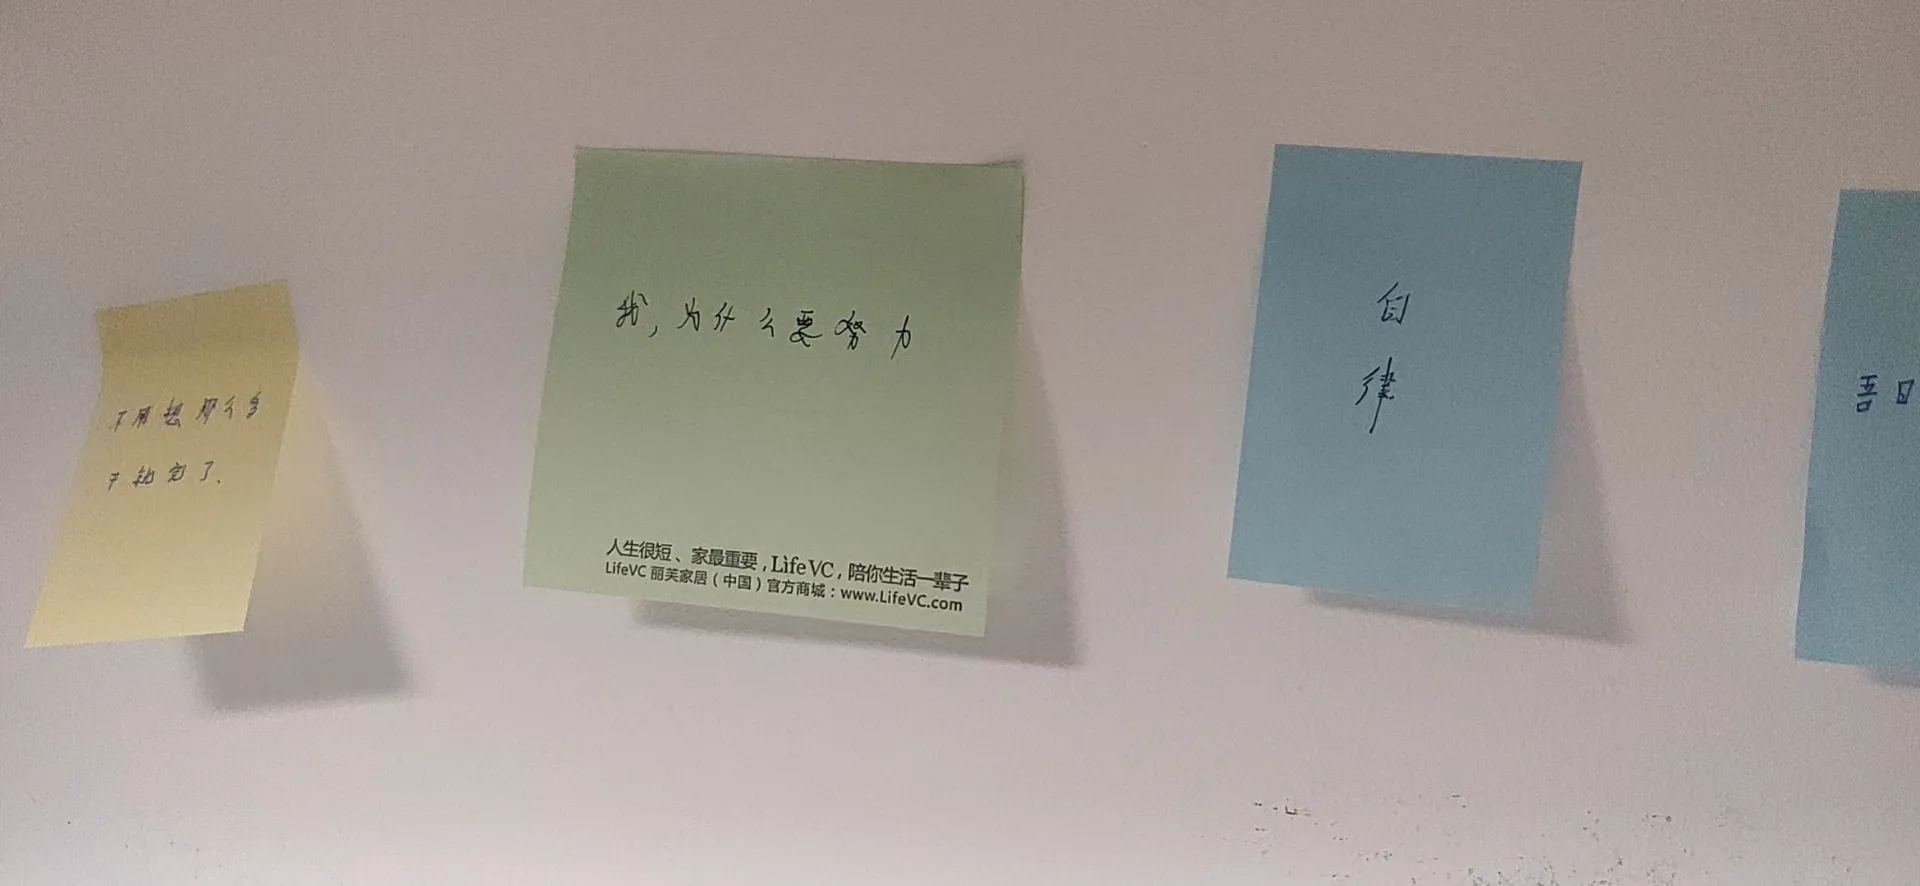 不用想那么多
干就完了.
我,为什么要努力
人生很短、家最重要,LifeVC,陪你生活一辈子
LifeVC 丽芙家居(中国)官方商城:www.LifeVC.com
自
律
吾日